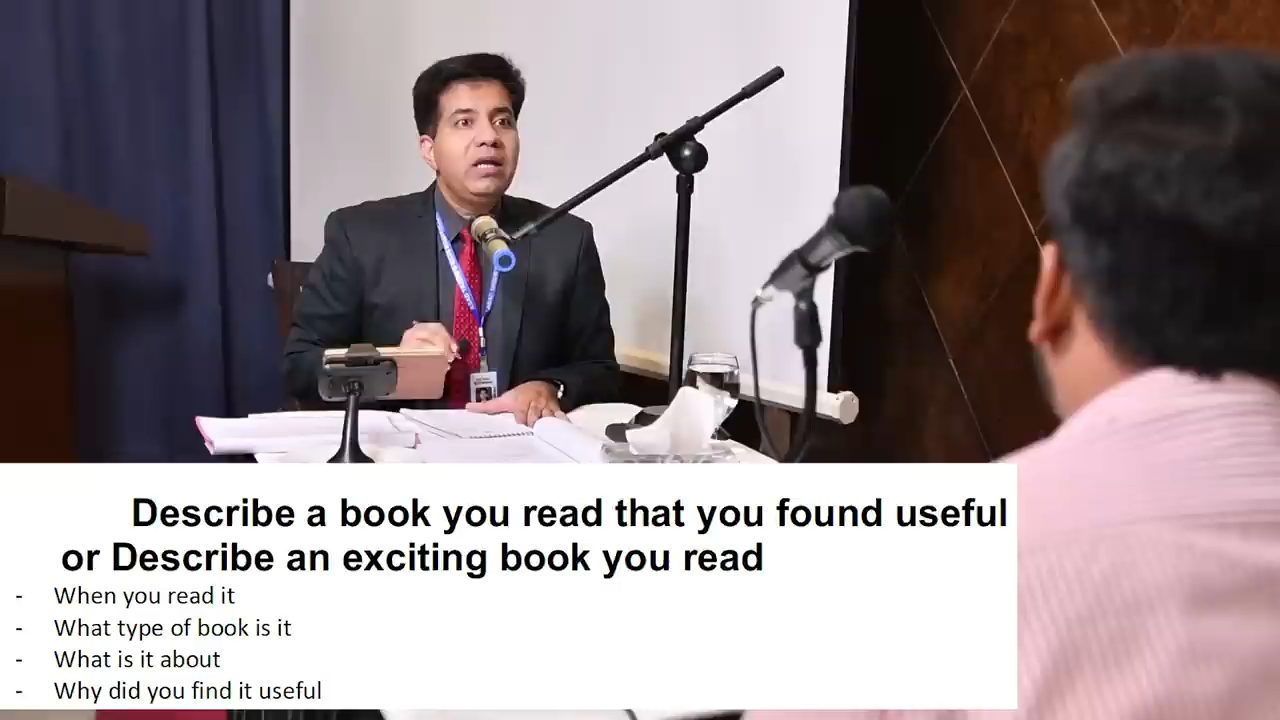 Describe a book you read that you found useful
or Describe an exciting book you read
- When you read it
- What type of book is it
- What is it about
- Why did you find it useful